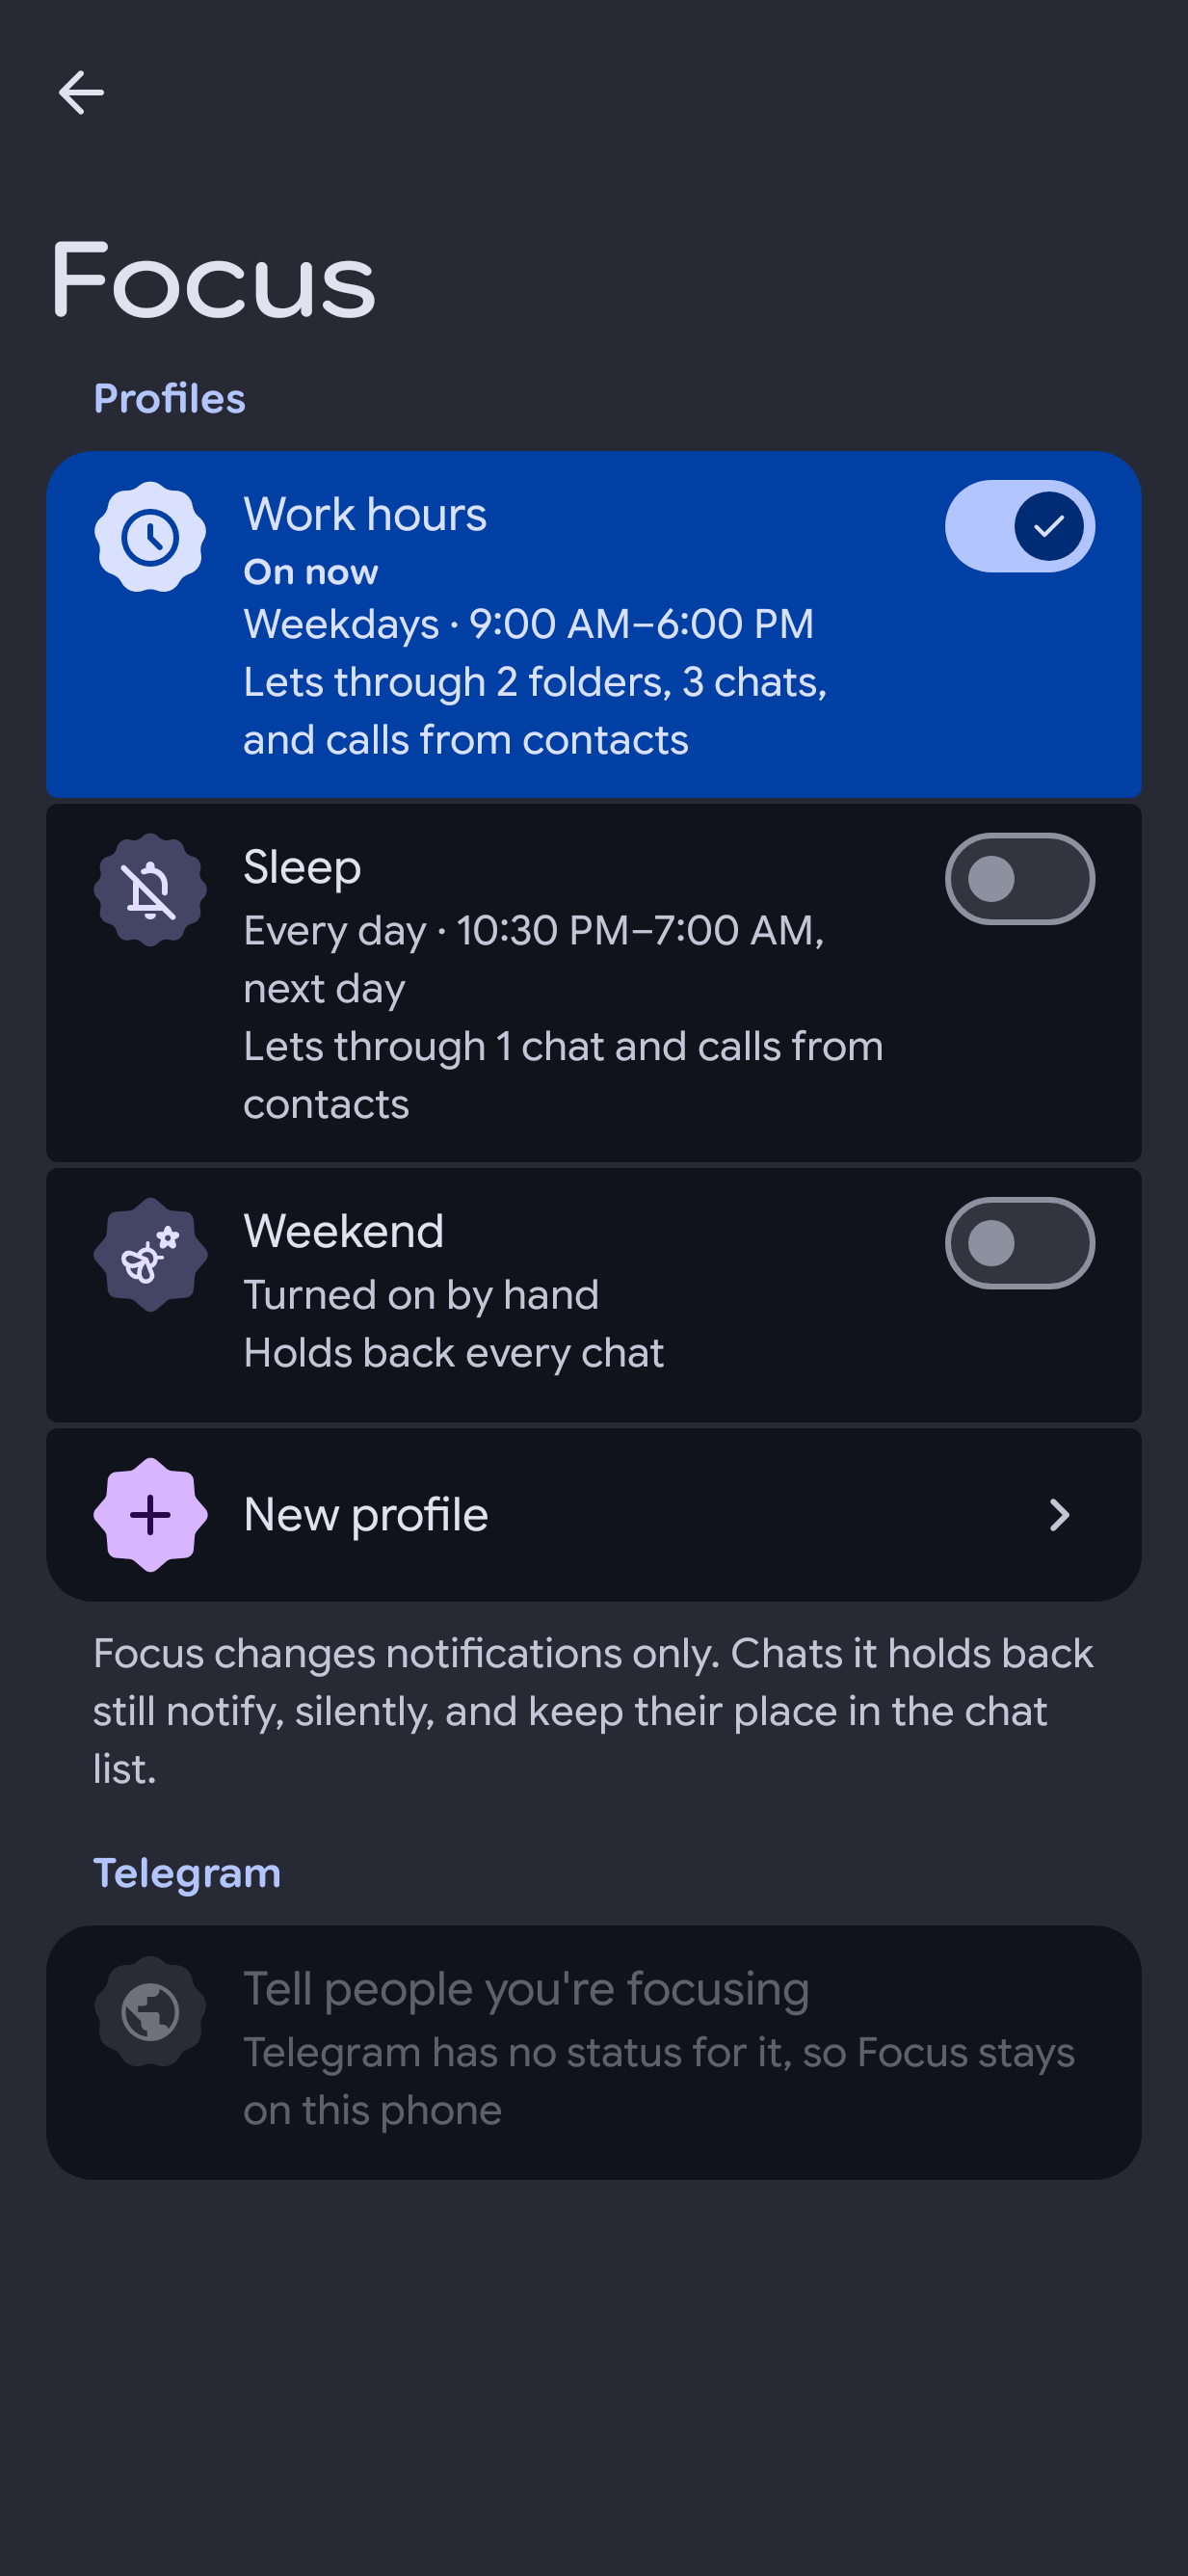 Focus
Profiles
Work hours
On now
Weekdays · 9:00 AM–6:00 PM
Lets through 2 folders, 3 chats,
and calls from contacts
Sleep
Every day · 10:30 PM–7:00 AM,
next day
Lets through 1 chat and calls from
contacts
Weekend
Turned on by hand
Holds back every chat
New profile
Focus changes notifications only. Chats it holds back
still notify, silently, and keep their place in the chat
list.
Telegram
Tell people you're focusing
Telegram has no status for it, so Focus stays
on this phone